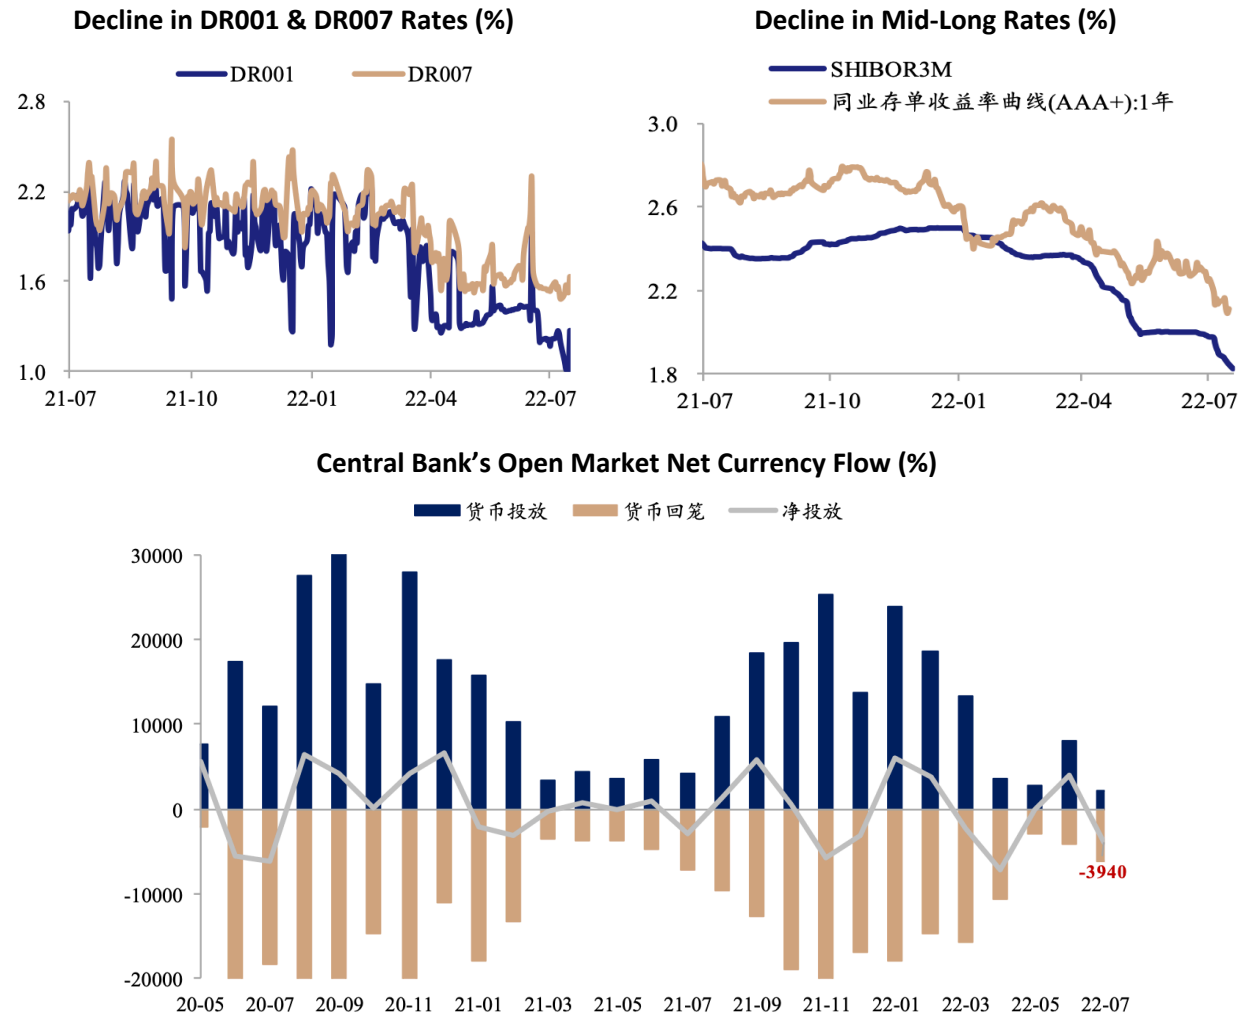 Decline in DR001 & DR007 Rates (%)
DR001 DR007
2.8
2.2
1.6
1.0
21-07 21-10 22-01 22-04 22-07
Decline in Mid-Long Rates (%)
SHIBOR3M
同业存单收益率曲线(AAA+):1年
3.0
2.6
2.2
1.8
21-07 21-10 22-01 22-04 22-07
Central Bank’s Open Market Net Currency Flow (%)
货币投放 货币回笼 净投放
30000
20000
10000
0
-10000
-20000
-3940
20-05 20-07 20-09 20-11 21-01 21-03 21-05 21-07 21-09 21-11 22-01 22-03 22-05 22-07